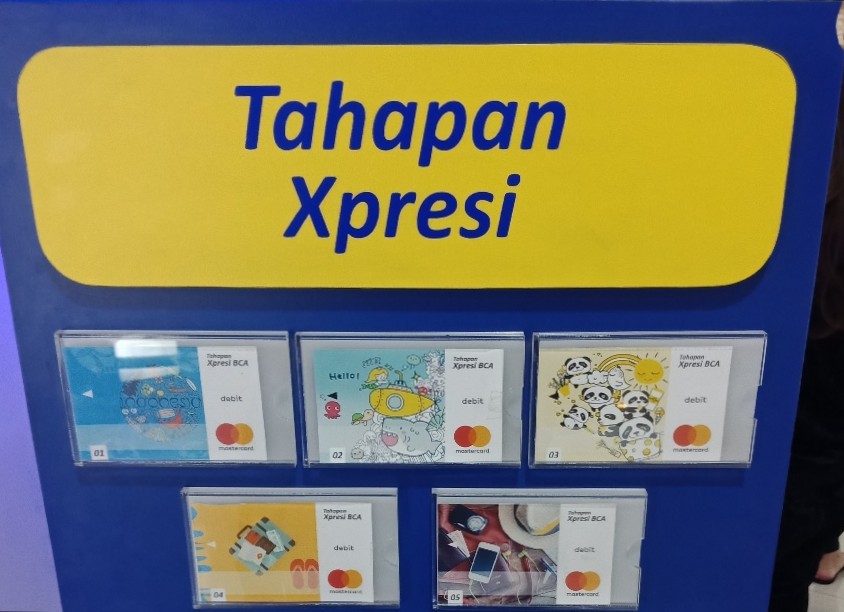 Tahapan
Xpresi
Tahapan
Xpresi BCA
debit
mastercard
01
Hello!
Tahapan
Xpresi BCA
debit
mastercard
02
Tahapan
Xpresi BCA
debit
mastercard
03
Tahapan
Xpresi BCA
debit
mastercard
04
Tahapan
Xpresi BCA
debit
mastercard
05